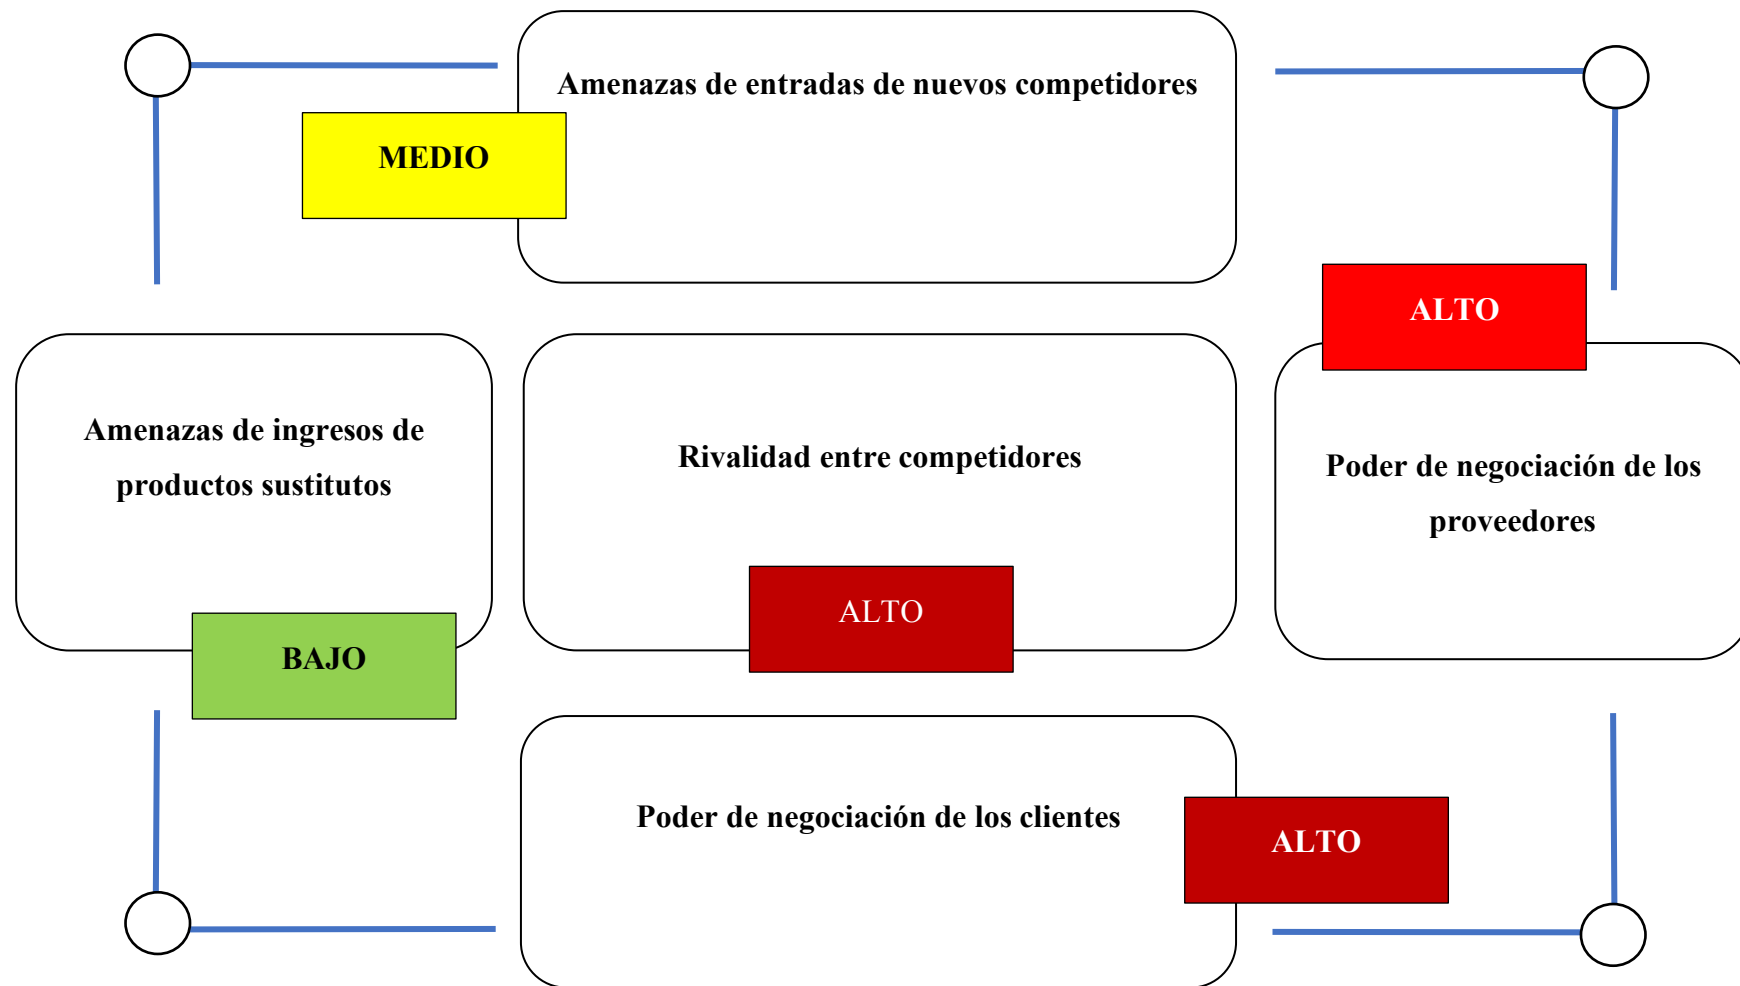 Amenazas de entradas de nuevos competidores
MEDIO
ALTO
Amenazas de ingresos de
productos sustitutos
BAJO
Rivalidad entre competidores
ALTO
Poder de negociación de los
proveedores
Poder de negociación de los clientes
ALTO